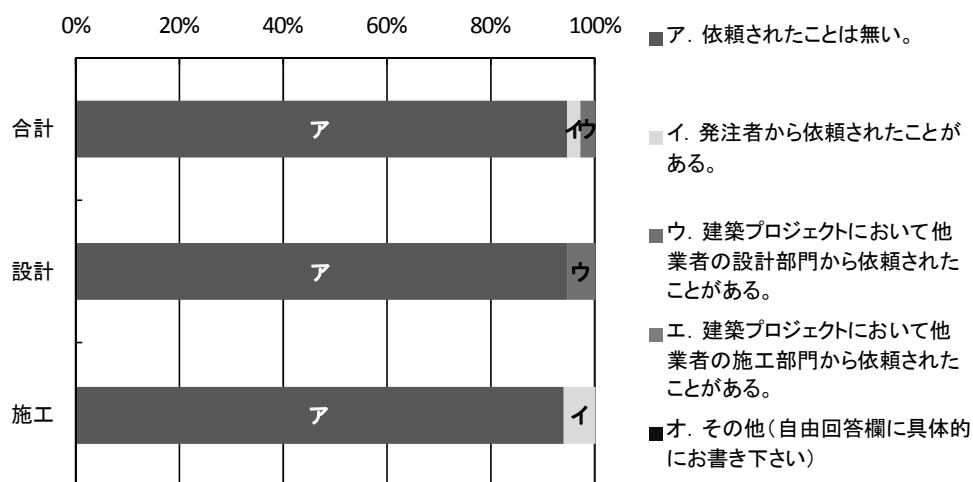 0% 20% 40% 60% 80% 100%
合計
ア イ ウ
設計
ア ウ
施工
ア イ
ア. 依頼されたことは無い。
イ. 発注者から依頼されたことが
ある。
ウ. 建築プロジェクトにおいて他
業者の設計部門から依頼された
ことがある。
エ. 建築プロジェクトにおいて他
業者の施工部門から依頼された
ことがある。
オ. その他(自由回答欄に具体的
にお書き下さい)